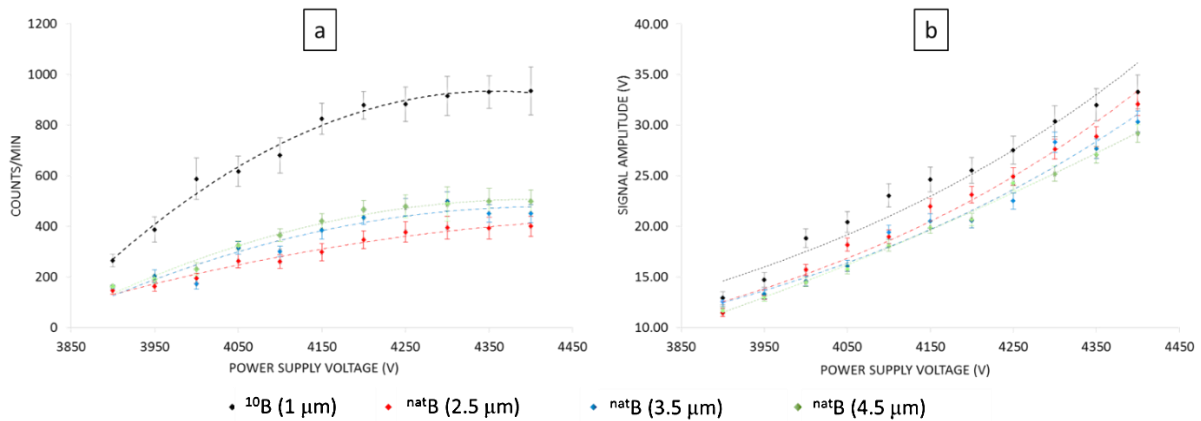 a
1200
1000
800
600
400
200
0
COUNTS/MIN
3850 3950 4050 4150 4250 4350 4450
POWER SUPPLY VOLTAGE (V)
b
40.00
35.00
30.00
25.00
20.00
15.00
10.00
SIGNAL AMPLITUDE (V)
3850 3950 4050 4150 4250 4350 4450
POWER SUPPLY VOLTAGE (V)
¹⁰B (1 μm) ⁿᵃᵗB (2.5 μm) ⁿᵃᵗB (3.5 μm) ⁿᵃᵗB (4.5 μm)